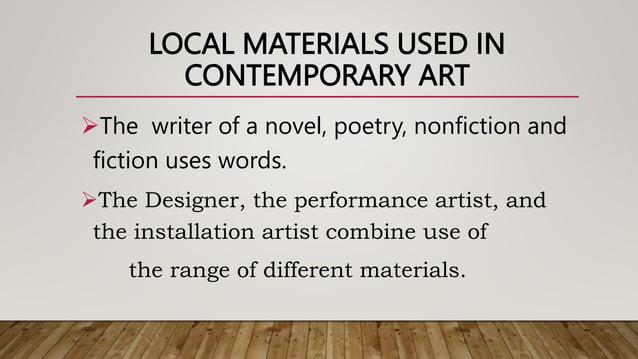 LOCAL MATERIALS USED IN
CONTEMPORARY ART
➢The writer of a novel, poetry, nonfiction and
fiction uses words.
➢The Designer, the performance artist, and
the installation artist combine use of
the range of different materials.